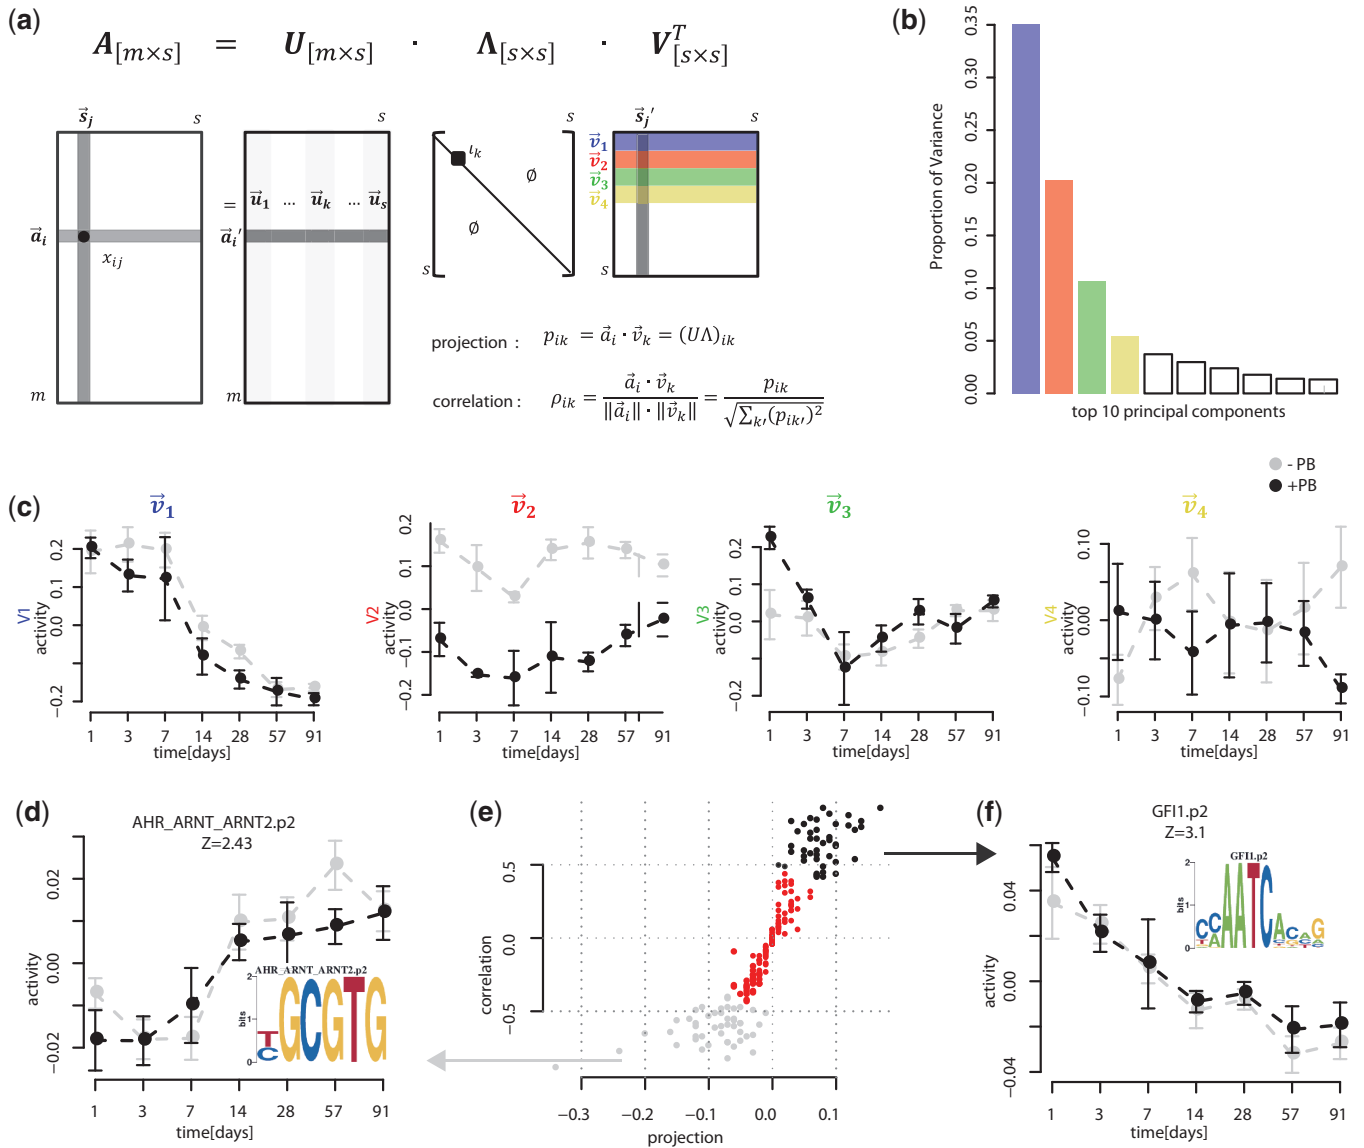 (a)
A[m×s] = U[m×s] · Λ[s×s] · V^T[s×s]
s⃗j s
s
s
s⃗j′ s
v⃗1
v⃗2
v⃗3
v⃗4
ιk
∅
∅
=
u⃗1 ... u⃗k ... u⃗s
a⃗i
a⃗i′
xij
s
s
m
m
projection : pik = a⃗i · v⃗k = (UΛ)ik
correlation : ρik = a⃗i · v⃗k / ‖a⃗i‖ · ‖v⃗k‖ = pik / √∑k′(pik′)²
(b)
Proportion of Variance
0.35
0.30
0.25
0.20
0.15
0.10
0.05
0.00
top 10 principal components
- PB
+PB
(c)
v⃗1
V1
activity
0.2
0.1
0.0
−0.2
1 3 7 14 28 57 91
time[days]
v⃗2
V2
activity
0.2
0.1
0.0
−0.1
−0.2
1 3 7 14 28 57 91
time[days]
v⃗3
V3
activity
0.2
0.1
0.0
−0.2
1 3 7 14 28 57 91
time[days]
v⃗4
V4
activity
0.10
0.00
−0.10
1 3 7 14 28 57 91
time[days]
(d)
AHR_ARNT_ARNT2.p2
Z=2.43
activity
0.02
0.00
−0.02
AHR_ARNT_ARNT2.p2
2
1
0
bits
T
C
GCGTG
1 3 7 14 28 57 91
time[days]
(e)
correlation
0.5
0.0
−0.5
−0.3 −0.2 −0.1 0.0 0.1
projection
(f)
GFI1.p2
Z=3.1
activity
0.04
0.00
−0.04
GFI1.p2
2
1
0
bits
CCAATCACAG
1 3 7 14 28 57 91
time[days]